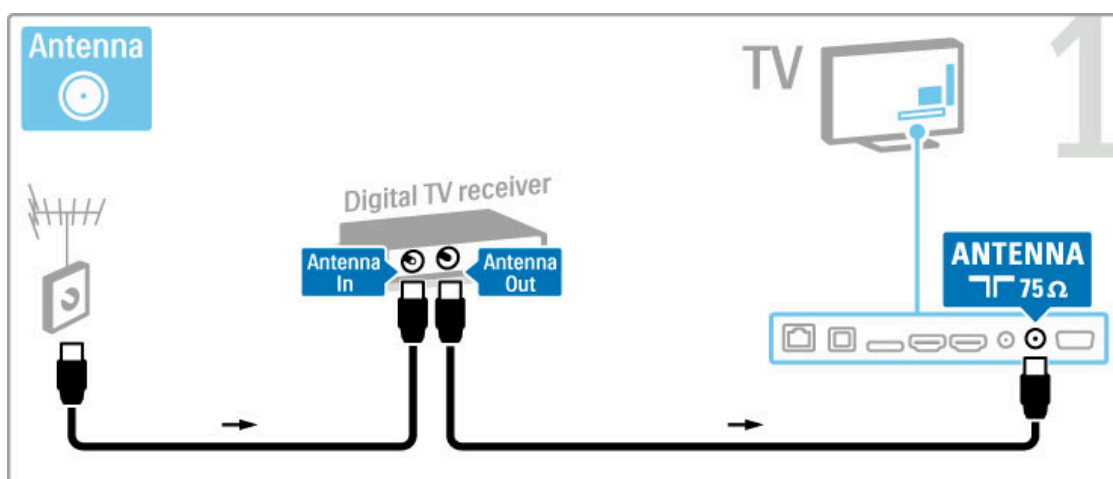 Antenna
TV
1
Digital TV receiver
Antenna
In
Antenna
Out
ANTENNA
75 Ω